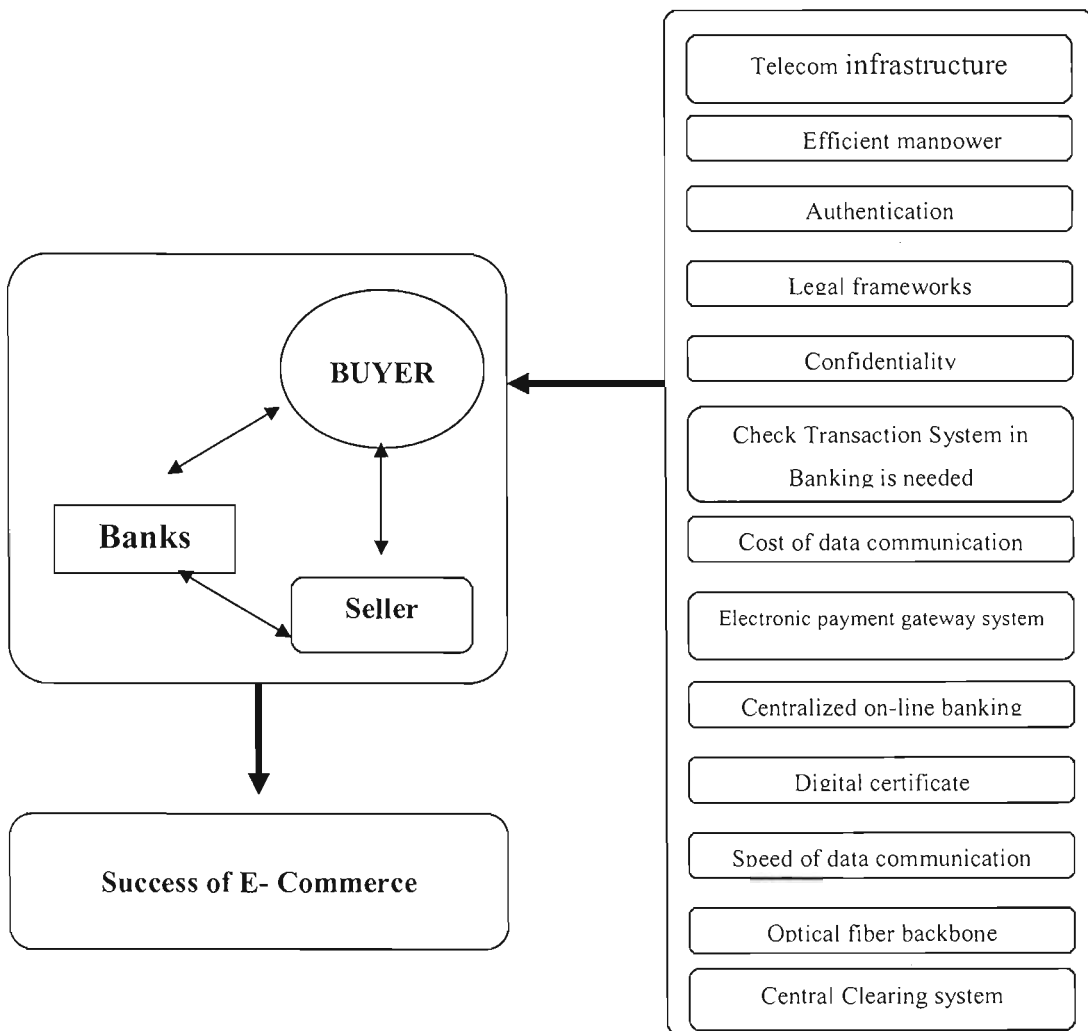 BUYER
Banks
Seller
Success of E- Commerce
Telecom infrastructure
Efficient manpower
Authentication
Legal frameworks
Confidentiality
Check Transaction System in
Banking is needed
Cost of data communication
Electronic payment gateway system
Centralized on-line banking
Digital certificate
Speed of data communication
Optical fiber backbone
Central Clearing system